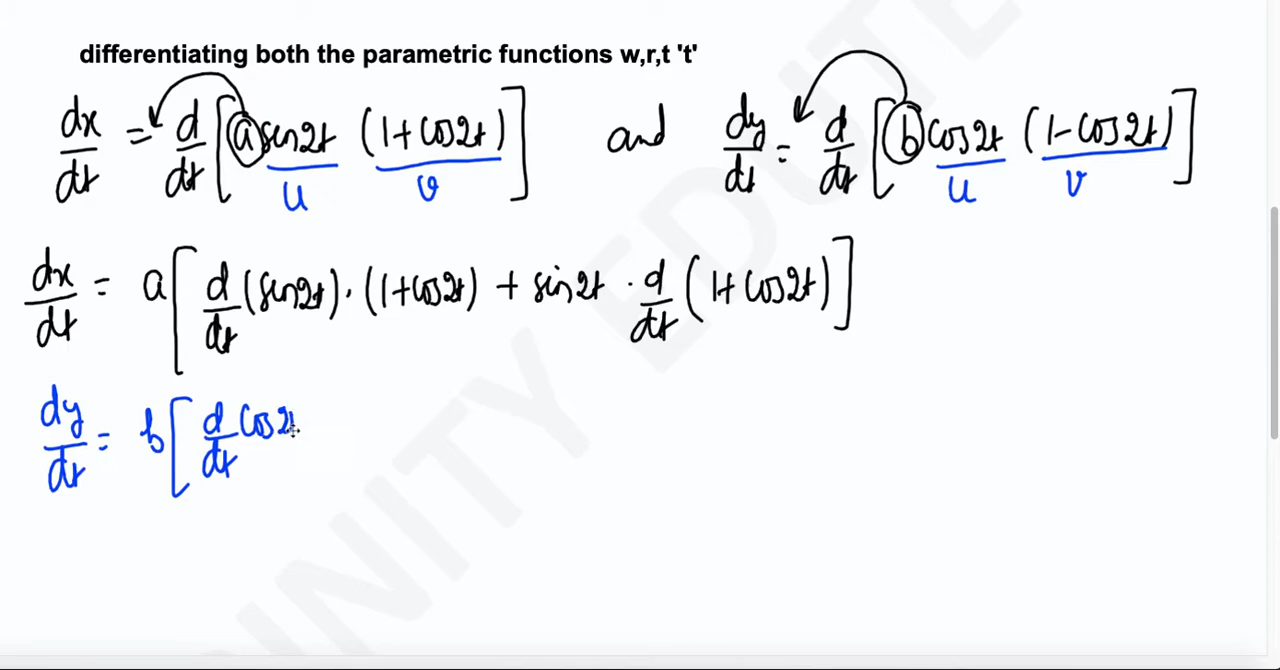 differentiating both the parametric functions w,r,t 't'
dx/dt = d/dt [a sin2t (1+cos2t)] and dy/dt = d/dt [b cos2t (1-cos2t)]
u v u v
dx/dt = a[d/dt (sin2t) . (1+cos2t) + sin2t . d/dt (1+cos2t)]
dy/dt = b[d/dt cos2